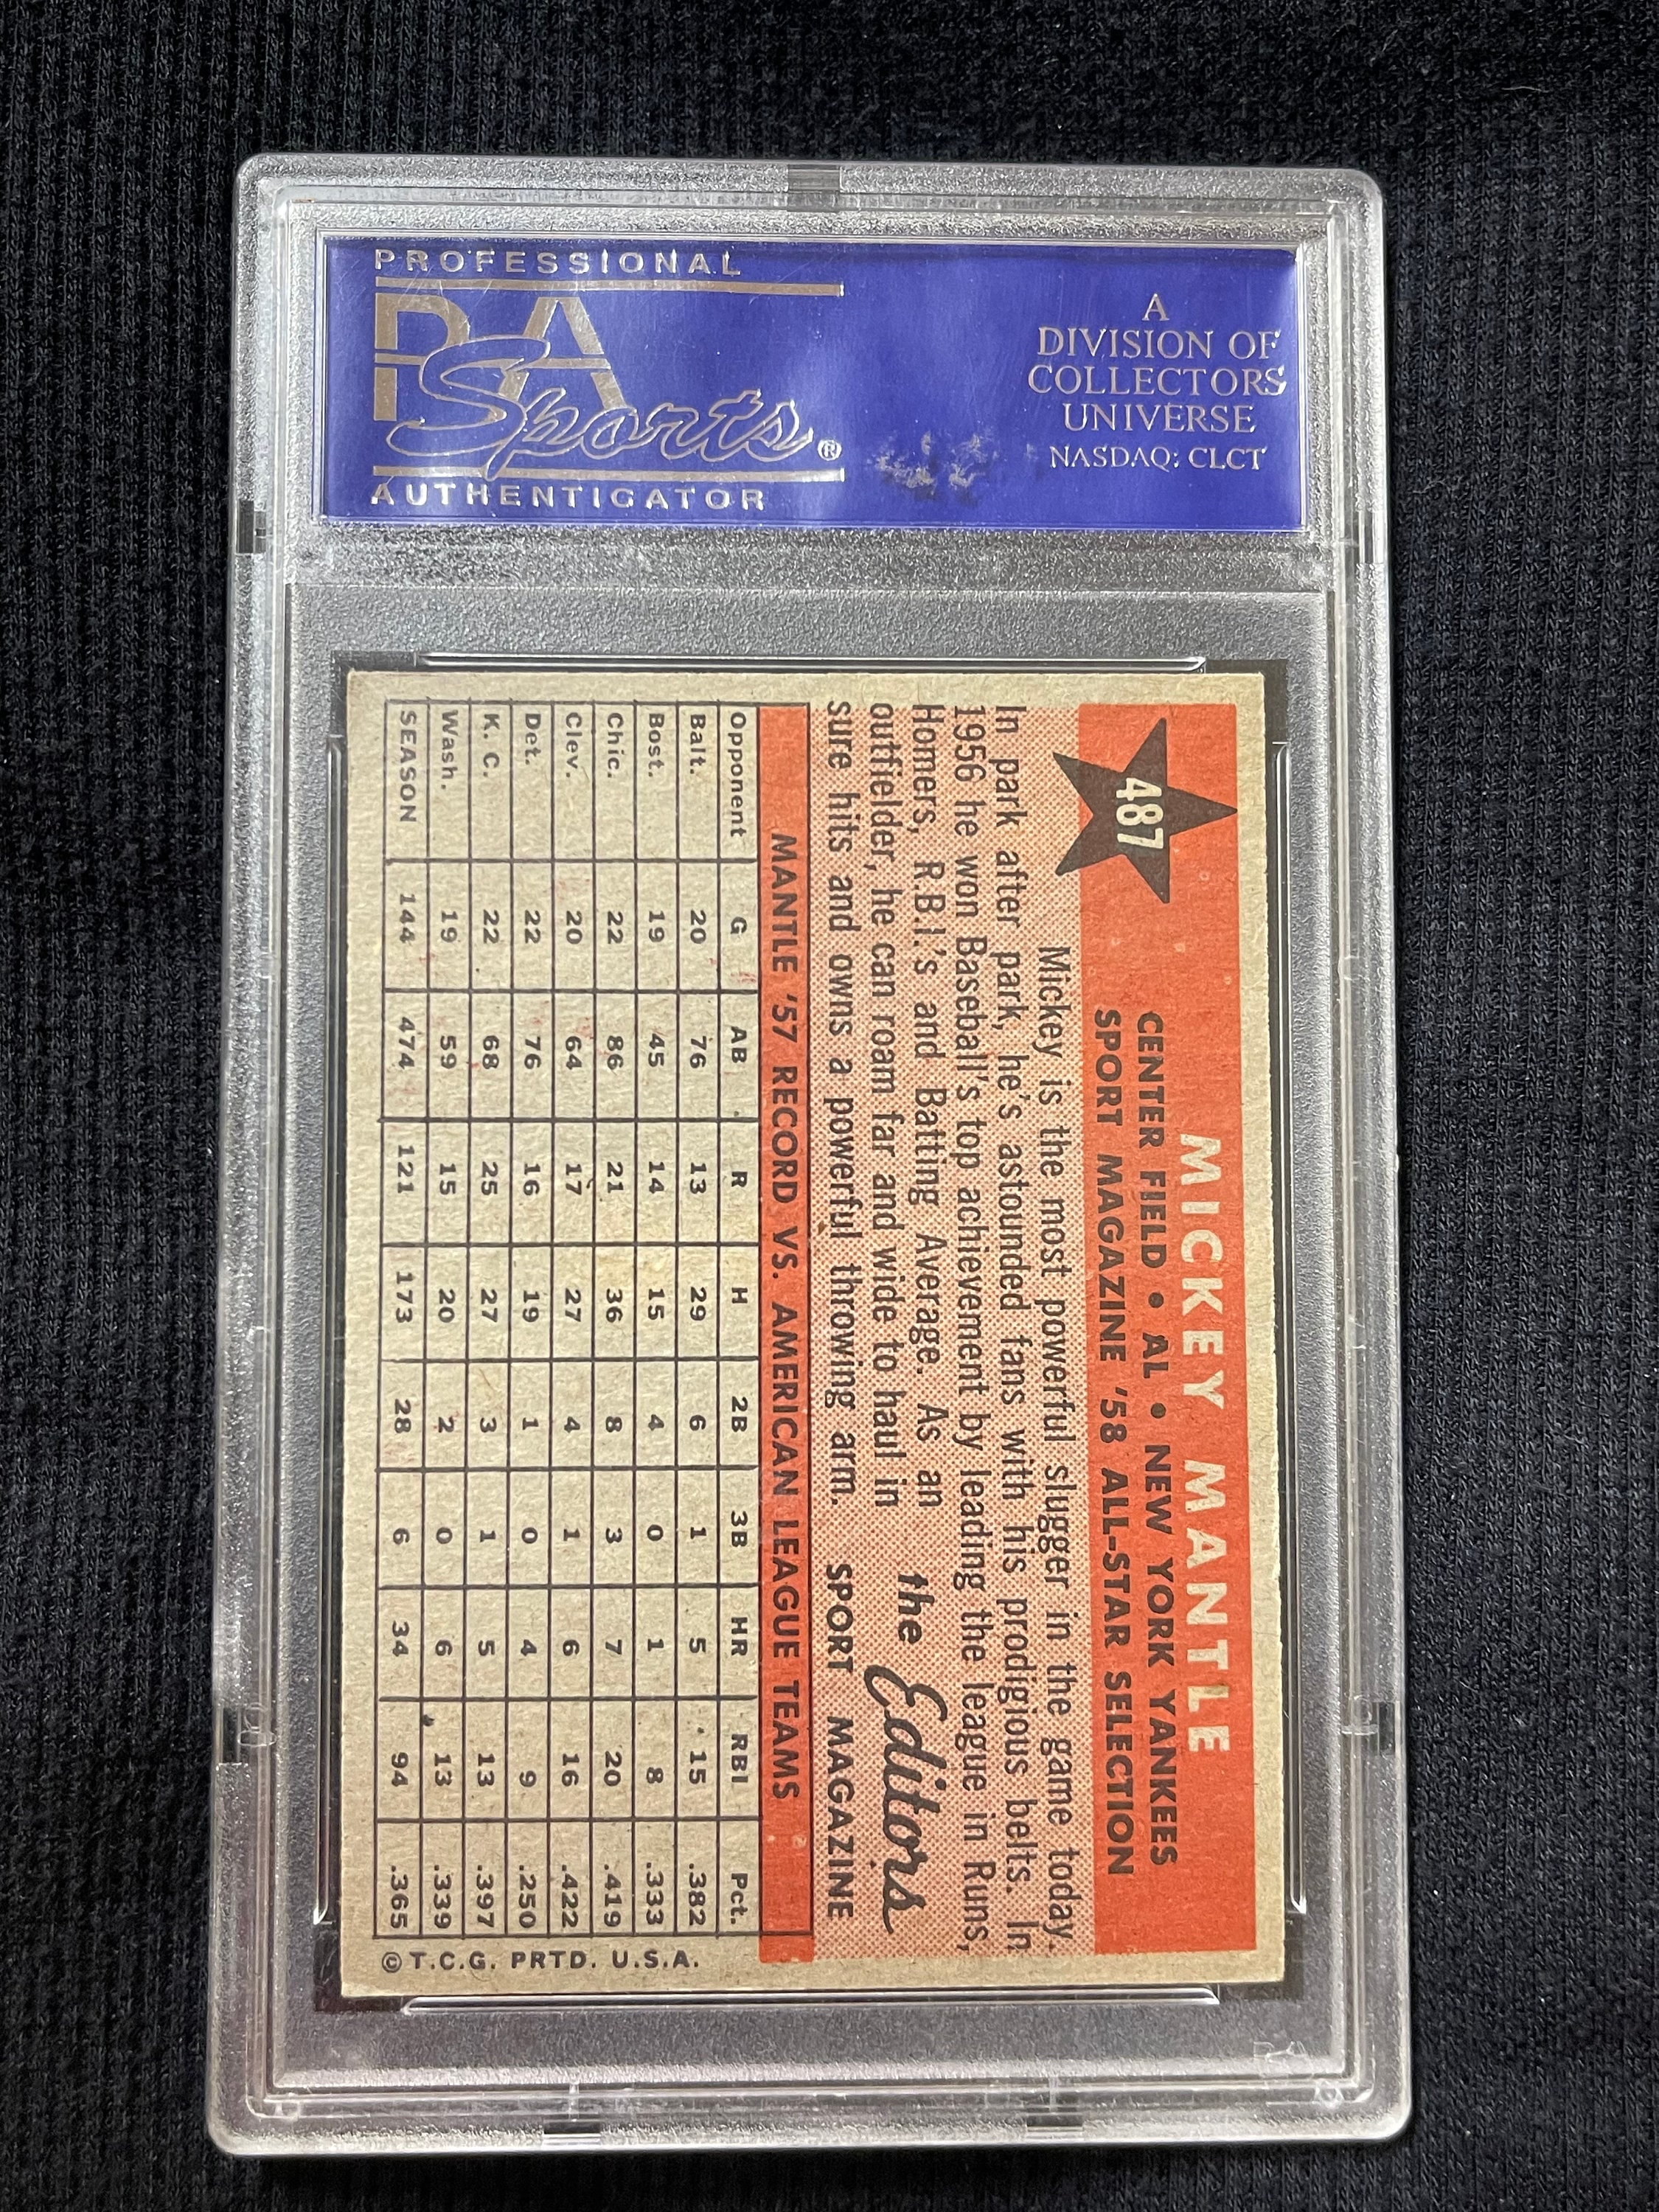 PROFESSIONAL
PSA
Sports®
AUTHENTICATOR
A
DIVISION OF
COLLECTORS
UNIVERSE
NASDAQ: CLCT
487
MICKEY MANTLE
CENTER FIELD • AL • NEW YORK YANKEES
SPORT MAGAZINE '58 ALL-STAR SELECTION
Mickey is the most powerful slugger in the game today.
In park after park, he's astounded fans with his prodigious belts. In
1956 he won Baseball's top achievement by leading the league in Runs,
Homers, R.B.I.'s and Batting Average. As an
outfielder, he can roam far and wide to haul in
sure hits and owns a powerful throwing arm.
the Editors
SPORT MAGAZINE
MANTLE '57 RECORD VS. AMERICAN LEAGUE TEAMS
Opponent G AB R H 2B 3B HR RBI Pct.
Balt. 20 76 13 29 6 1 5 15 .382
Bost. 19 45 14 15 4 0 1 8 .333
Chic. 22 86 21 36 8 3 7 20 .419
Clev. 20 64 17 27 4 1 6 16 .422
Det. 22 76 16 19 1 0 4 9 .250
K. C. 22 68 25 27 3 1 5 13 .397
Wash. 19 59 15 20 2 0 6 13 .339
SEASON 144 474 121 173 28 6 34 94 .365
© T.C.G. PRTD. U.S.A.
PSA